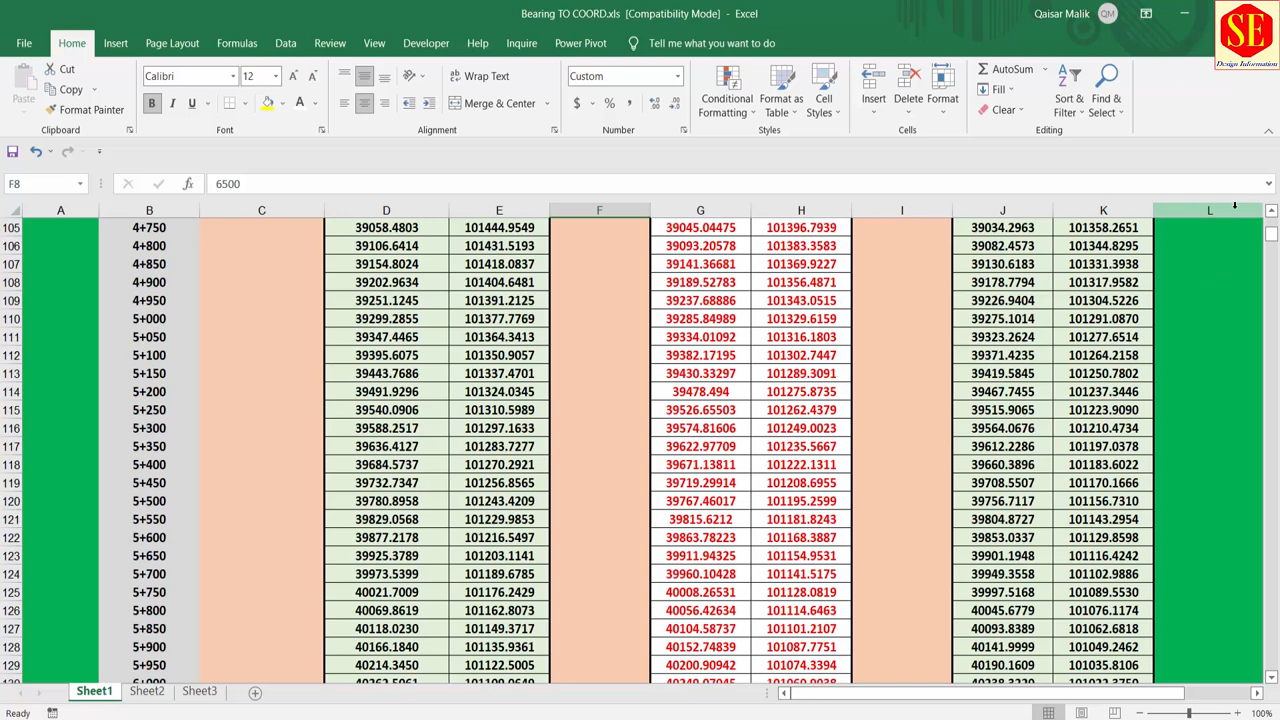 Bearing TO COORD.xls [Compatibility Mode] - Excel
Qaisar Malik QM
SE
Design Information
File Home Insert Page Layout Formulas Data Review View Developer Help Inquire Power Pivot Tell me what you want to do
Cut
Copy
Format Painter
Paste
Clipboard
Calibri 12
B I U
Font
Wrap Text
Merge & Center
Alignment
Custom
$ % ,
Number
Conditional Formatting
Format as Table
Cell Styles
Styles
Insert
Delete
Format
Cells
AutoSum
Fill
Clear
Sort & Filter
Find & Select
Editing
F8 fx 6500
A B C D E F G H I J K L
105 4+750 39058.4803 101444.9549 39045.04475 101396.7939 39034.2963 101358.2651
106 4+800 39106.6414 101431.5193 39093.20578 101383.3583 39082.4573 101344.8295
107 4+850 39154.8024 101418.0837 39141.36681 101369.9227 39130.6183 101331.3938
108 4+900 39202.9634 101404.6481 39189.52783 101356.4871 39178.7794 101317.9582
109 4+950 39251.1245 101391.2125 39237.68886 101343.0515 39226.9404 101304.5226
110 5+000 39299.2855 101377.7769 39285.84989 101329.6159 39275.1014 101291.0870
111 5+050 39347.4465 101364.3413 39334.01092 101316.1803 39323.2624 101277.6514
112 5+100 39395.6075 101350.9057 39382.17195 101302.7447 39371.4235 101264.2158
113 5+150 39443.7686 101337.4701 39430.33297 101289.3091 39419.5845 101250.7802
114 5+200 39491.9296 101324.0345 39478.494 101275.8735 39467.7455 101237.3446
115 5+250 39540.0906 101310.5989 39526.65503 101262.4379 39515.9065 101223.9090
116 5+300 39588.2517 101297.1633 39574.81606 101249.0023 39564.0676 101210.4734
117 5+350 39636.4127 101283.7277 39622.97709 101235.5667 39612.2286 101197.0378
118 5+400 39684.5737 101270.2921 39671.13811 101222.1311 39660.3896 101183.6022
119 5+450 39732.7347 101256.8565 39719.29914 101208.6955 39708.5507 101170.1666
120 5+500 39780.8958 101243.4209 39767.46017 101195.2599 39756.7117 101156.7310
121 5+550 39829.0568 101229.9853 39815.6212 101181.8243 39804.8727 101143.2954
122 5+600 39877.2178 101216.5497 39863.78223 101168.3887 39853.0337 101129.8598
123 5+650 39925.3789 101203.1141 39911.94325 101154.9531 39901.1948 101116.4242
124 5+700 39973.5399 101189.6785 39960.10428 101141.5175 39949.3558 101102.9886
125 5+750 40021.7009 101176.2429 40008.26531 101128.0819 39997.5168 101089.5530
126 5+800 40069.8619 101162.8073 40056.42634 101114.6463 40045.6779 101076.1174
127 5+850 40118.0230 101149.3717 40104.58737 101101.2107 40093.8389 101062.6818
128 5+900 40166.1840 101135.9361 40152.74839 101087.7751 40141.9999 101049.2462
129 5+950 40214.3450 101122.5005 40200.90942 101074.3394 40190.1609 101035.8106
Sheet1 Sheet2 Sheet3
Ready 100%